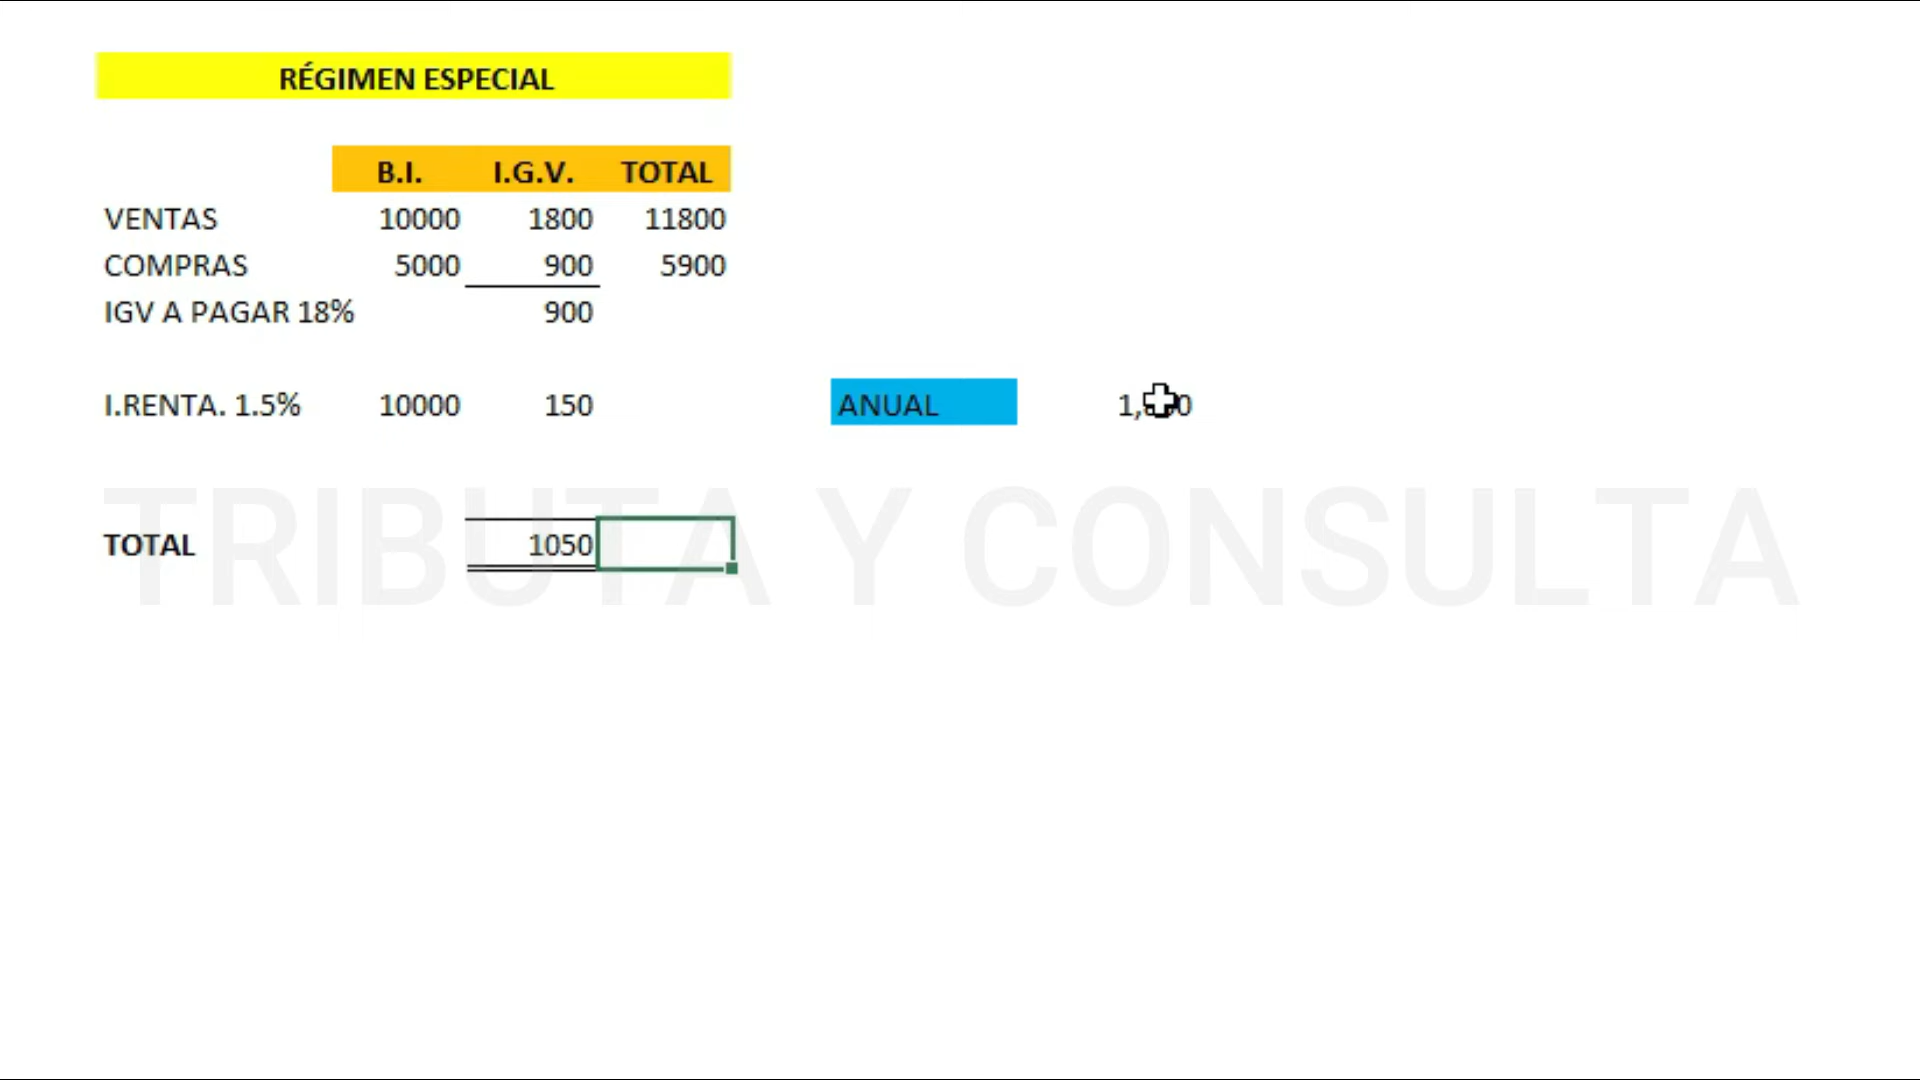 RÉGIMEN ESPECIAL
B.I. I.G.V. TOTAL
VENTAS 10000 1800 11800
COMPRAS 5000 900 5900
IGV A PAGAR 18% 900
I.RENTA. 1.5% 10000 150 ANUAL
TOTAL 1050
TRIBUTA Y CONSULTA